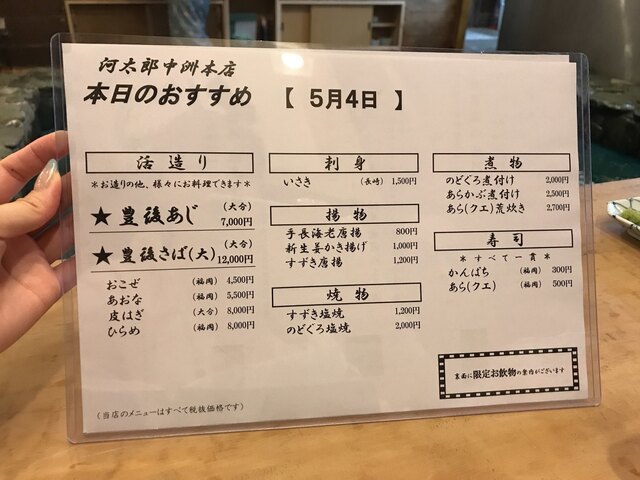 河太郎中洲本店
本日のおすすめ 【 5月4日 】
活造り
＊お造りの他、様々にお料理できます＊
★ 豊後あじ (大分) 7,000円
★ 豊後さば(大) (大分) 12,000円
おこぜ (福岡) 4,500円
あおな (福岡) 5,500円
皮はぎ (大分) 8,000円
ひらめ (福岡) 8,000円
(当店のメニューはすべて税抜価格です)
刺身
いさき (長崎) 1,500円
揚物
手長海老唐揚 800円
新生姜かき揚げ 1,000円
すずき唐揚 1,200円
焼物
すずき塩焼 1,200円
のどぐろ塩焼 2,000円
煮物
のどぐろ煮付け 2,000円
あらかぶ煮付け 2,500円
あら(クエ)荒炊き 2,700円
寿司
＊すべて一貫＊
かんぱち (福岡) 300円
あら(クエ) (福岡) 500円
裏面に限定お飲物の案内がございます